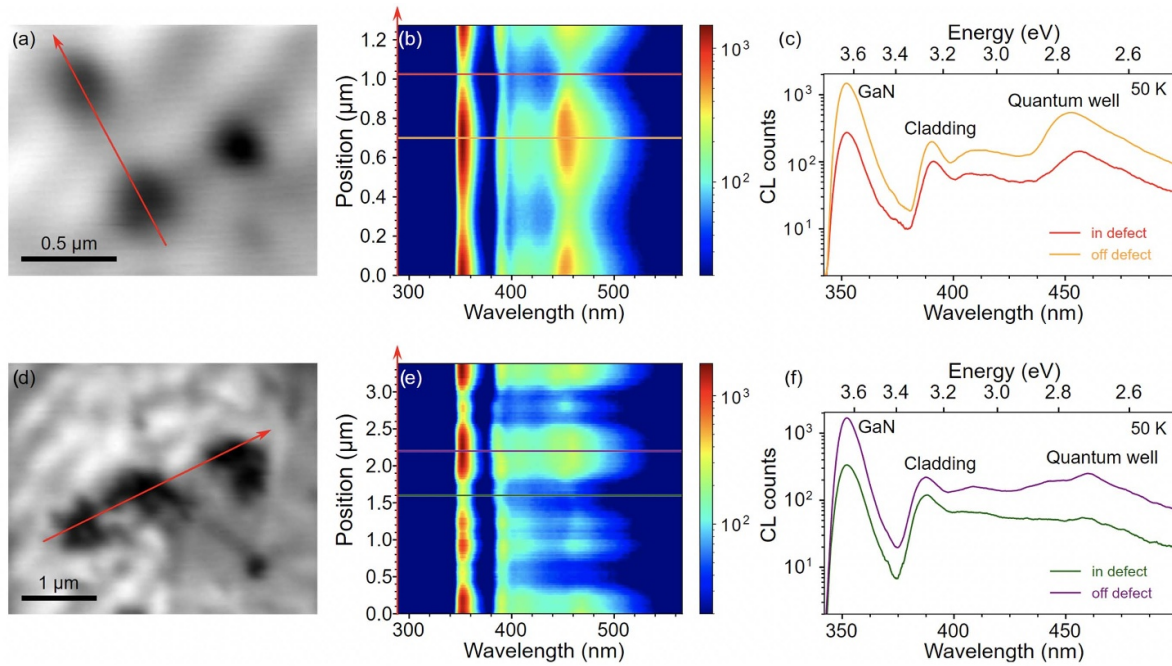 (a)
0.5 µm
(b)
Position (µm)
1.2
1.0
0.8
0.6
0.4
0.2
0.0
300 400 500
Wavelength (nm)
10³
10²
(c)
Energy (eV)
3.6 3.4 3.2 3.0 2.8 2.6
50 K
GaN
Quantum well
Cladding
CL counts
10³
10²
10¹
in defect
off defect
350 400 450
Wavelength (nm)
(d)
1 µm
(e)
Position (µm)
3.0
2.5
2.0
1.5
1.0
0.5
0.0
300 400 500
Wavelength (nm)
10³
10²
(f)
Energy (eV)
3.6 3.4 3.2 3.0 2.8 2.6
50 K
GaN
Quantum well
Cladding
CL counts
10³
10²
10¹
in defect
off defect
350 400 450
Wavelength (nm)